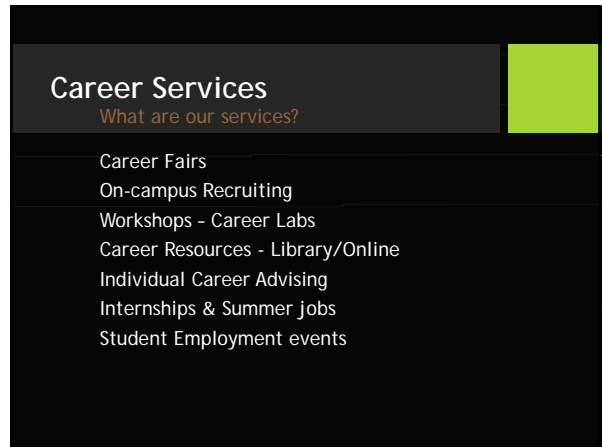 Career Services
What are our services?
Career Fairs
On-campus Recruiting
Workshops – Career Labs
Career Resources - Library/Online
Individual Career Advising
Internships & Summer jobs
Student Employment events